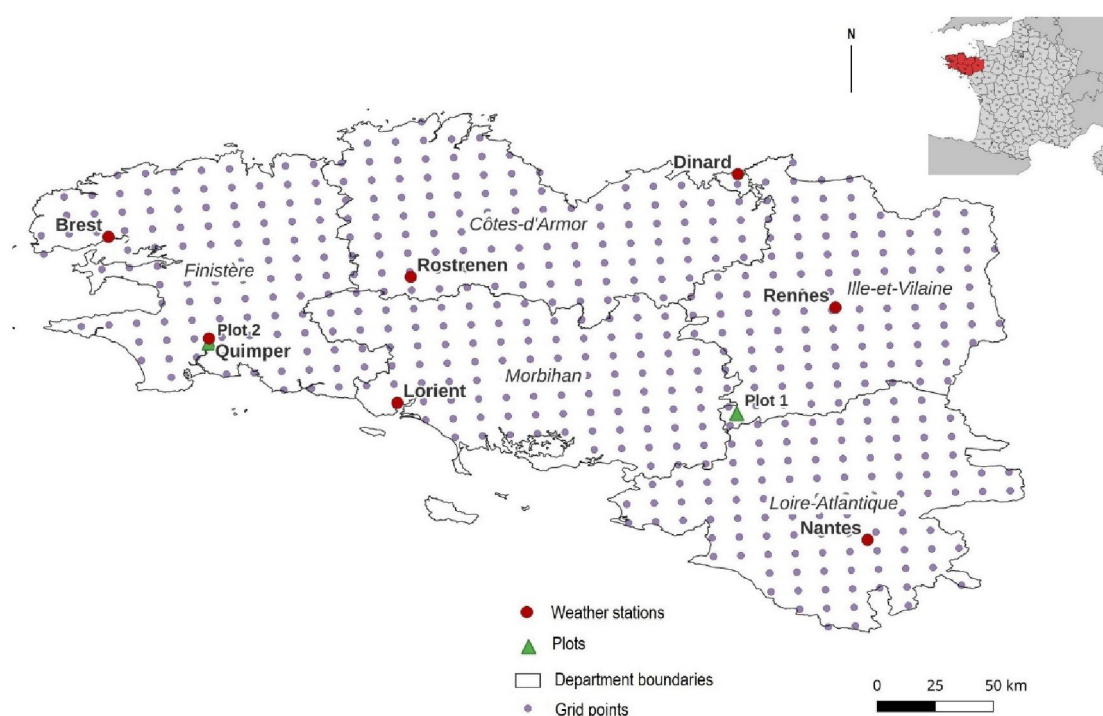 N
Dinard
Brest
Côtes-d'Armor
Finistère
Rostrenen
Ille-et-Vilaine
Rennes
Plot 2
Quimper
Morbihan
Lorient
Plot 1
Loire-Atlantique
Nantes
Weather stations
Plots
Department boundaries
Grid points
0 25 50 km